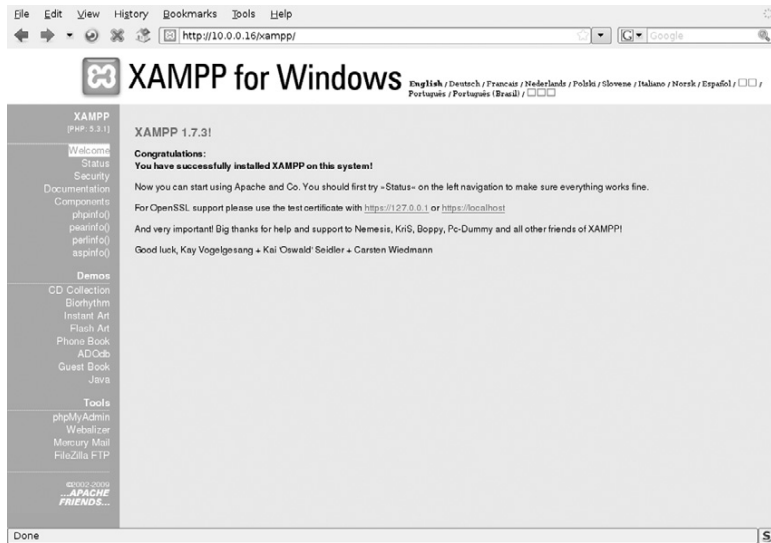 File Edit View History Bookmarks Tools Help
http://10.0.0.16/xampp/
Google
XAMPP for Windows
English / Deutsch / Francais / Nederlands / Polski / Slovene / Italiano / Norsk / Español / □□ /
Português / Português (Brasil) / □□□
XAMPP
[PHP: 5.3.1]
Welcome
Status
Security
Documentation
Components
phpinfo()
pearinfo()
perlinfo()
aspinfo()
Demos
CD Collection
Biorhythm
Instant Art
Flash Art
Phone Book
ADOdb
Guest Book
Java
Tools
phpMyAdmin
Webalizer
Mercury Mail
FileZilla FTP
©2002-2009
...APACHE
FRIENDS...
XAMPP 1.7.3!
Congratulations:
You have successfully installed XAMPP on this system!
Now you can start using Apache and Co. You should first try »Status« on the left navigation to make sure everything works fine.
For OpenSSL support please use the test certificate with https://127.0.0.1 or https://localhost
And very important! Big thanks for help and support to Nemesis, KriS, Boppy, Pc-Dummy and all other friends of XAMPP!
Good luck, Kay Vogelgesang + Kai 'Oswald' Seidler + Carsten Wiedmann
Done
S